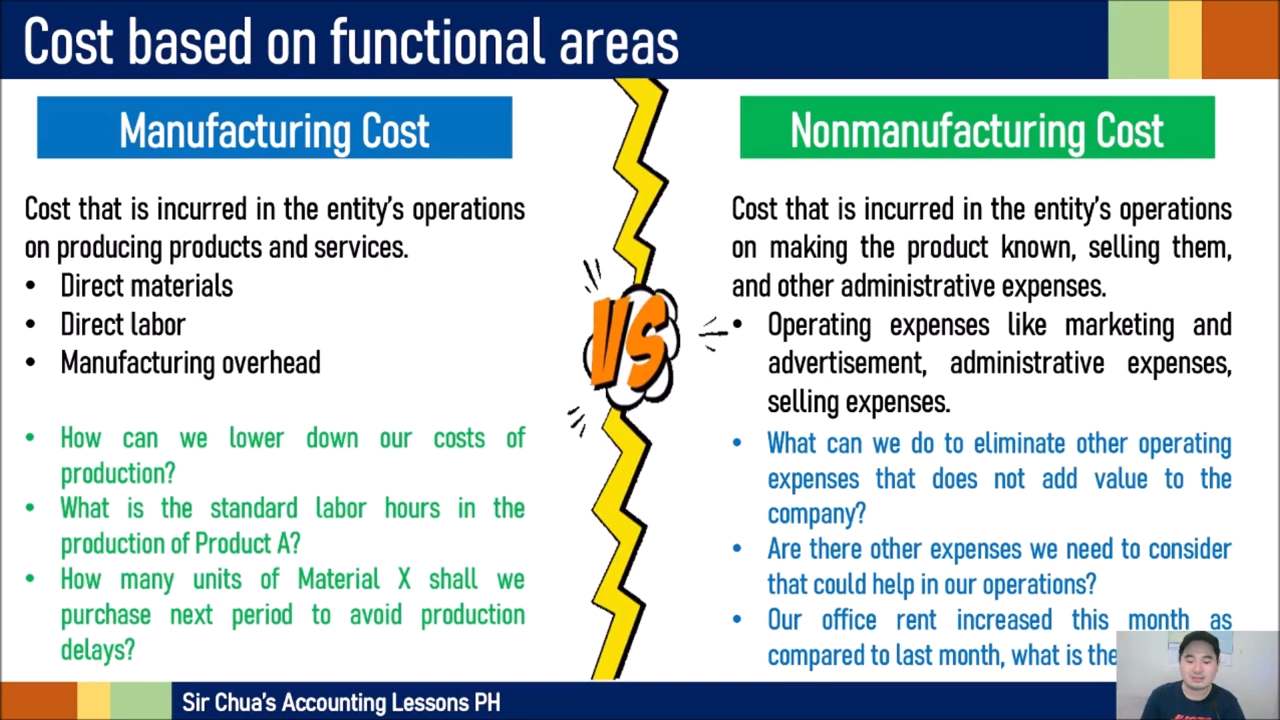 Cost based on functional areas
Manufacturing Cost
Cost that is incurred in the entity's operations
on producing products and services.
• Direct materials
• Direct labor
• Manufacturing overhead
• How can we lower down our costs of
production?
• What is the standard labor hours in the
production of Product A?
• How many units of Material X shall we
purchase next period to avoid production
delays?
VS
Nonmanufacturing Cost
Cost that is incurred in the entity's operations
on making the product known, selling them,
and other administrative expenses.
• Operating expenses like marketing and
advertisement, administrative expenses,
selling expenses.
• What can we do to eliminate other operating
expenses that does not add value to the
company?
• Are there other expenses we need to consider
that could help in our operations?
• Our office rent increased this month as
compared to last month, what is the
Sir Chua's Accounting Lessons PH